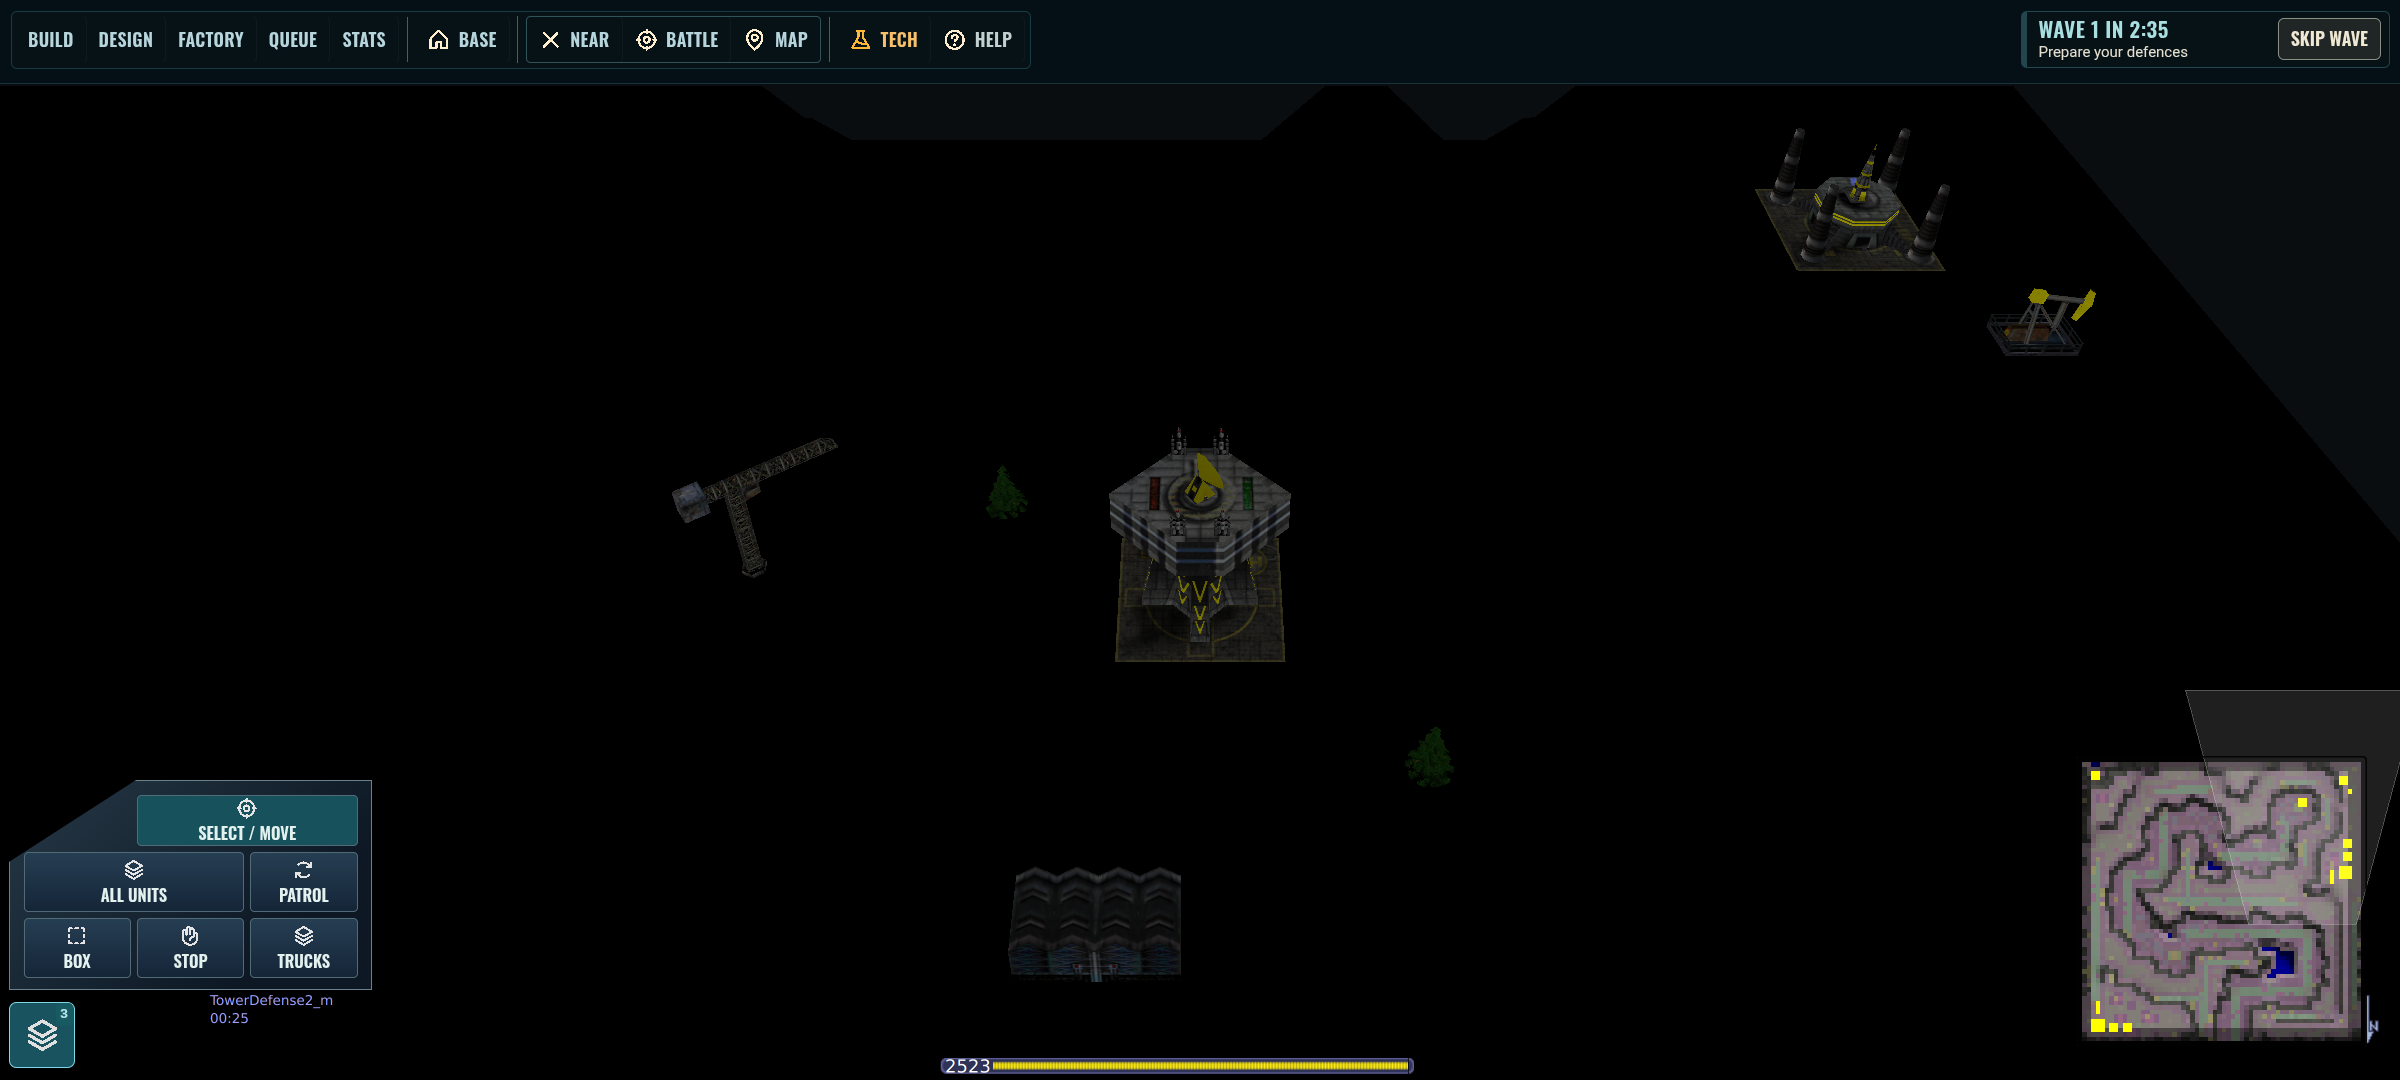 BUILD DESIGN FACTORY QUEUE STATS BASE NEAR BATTLE MAP TECH HELP
WAVE 1 IN 2:35
Prepare your defences
SKIP WAVE
SELECT / MOVE
ALL UNITS PATROL
BOX STOP TRUCKS
3
TowerDefense2_m
00:25
2523
N